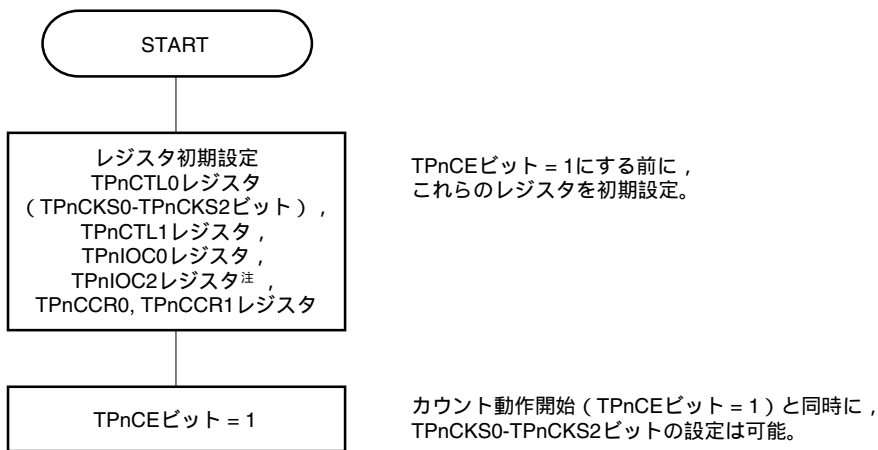 START
レジスタ初期設定
TPnCTL0レジスタ
（TPnCKS0-TPnCKS2ビット），
TPnCTL1レジスタ，
TPnIOC0レジスタ，
TPnIOC2レジスタ注，
TPnCCR0, TPnCCR1レジスタ
TPnCEビット = 1にする前に，
これらのレジスタを初期設定。
TPnCEビット = 1
カウント動作開始（TPnCEビット = 1）と同時に，
TPnCKS0-TPnCKS2ビットの設定は可能。